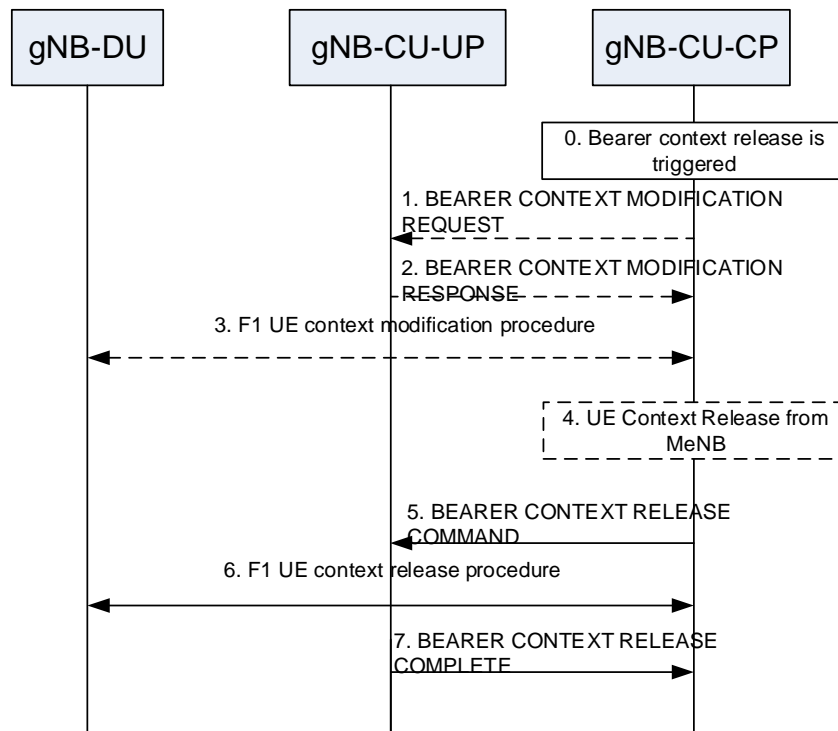 gNB-DU
gNB-CU-UP
gNB-CU-CP
0. Bearer context release is
triggered
1. BEARER CONTEXT MODIFICATION
REQUEST
2. BEARER CONTEXT MODIFICATION
RESPONSE
3. F1 UE context modification procedure
4. UE Context Release from
MeNB
5. BEARER CONTEXT RELEASE
COMMAND
6. F1 UE context release procedure
7. BEARER CONTEXT RELEASE
COMPLETE